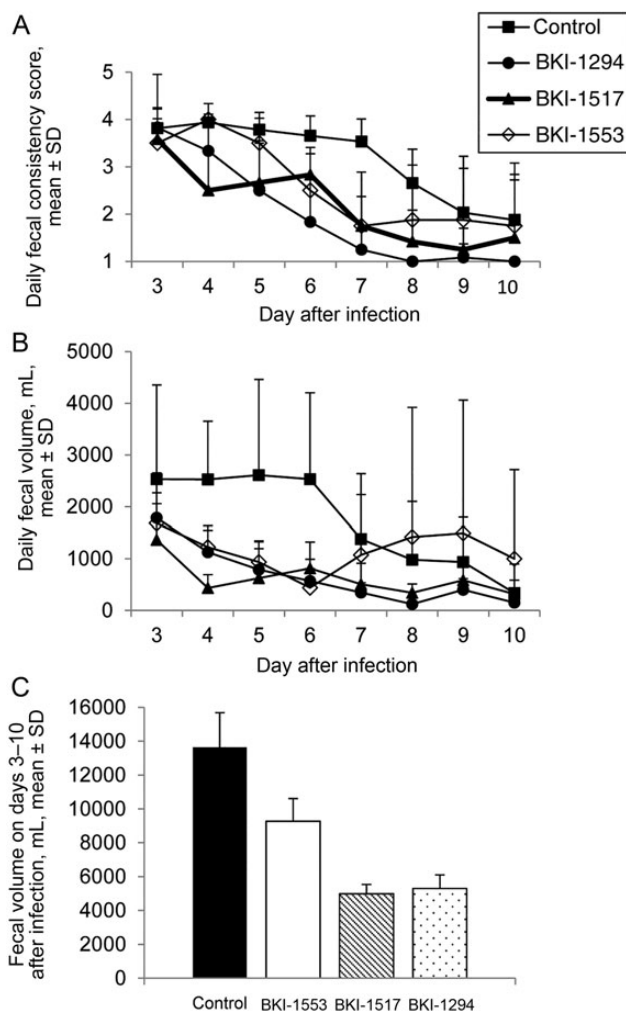 A
Control
BKI-1294
BKI-1517
BKI-1553
Daily fecal consistency score,
mean ± SD
5
4
3
2
1
3 4 5 6 7 8 9 10
Day after infection
B
Daily fecal volume, mL,
mean ± SD
5000
4000
3000
2000
1000
0
3 4 5 6 7 8 9 10
Day after infection
C
Fecal volume on days 3–10
after infection, mL, mean ± SD
16000
14000
12000
10000
8000
6000
4000
2000
0
Control BKI-1553 BKI-1517 BKI-1294